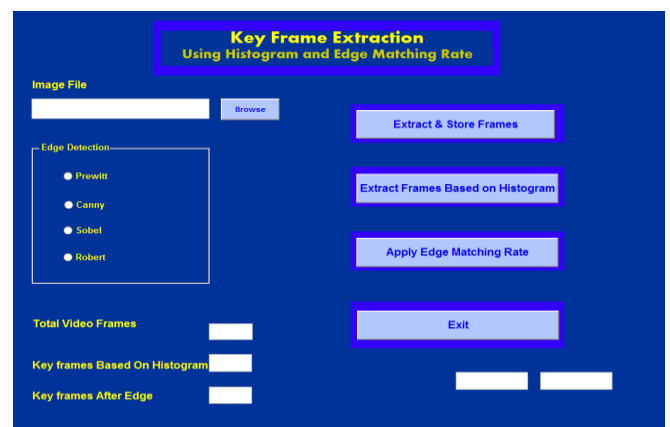 Key Frame Extraction
Using Histogram and Edge Matching Rate
Image File
Browse
Extract & Store Frames
Edge Detection
Prewitt
Canny
Sobel
Robert
Extract Frames Based on Histogram
Apply Edge Matching Rate
Exit
Total Video Frames
Key frames Based On Histogram
Key frames After Edge